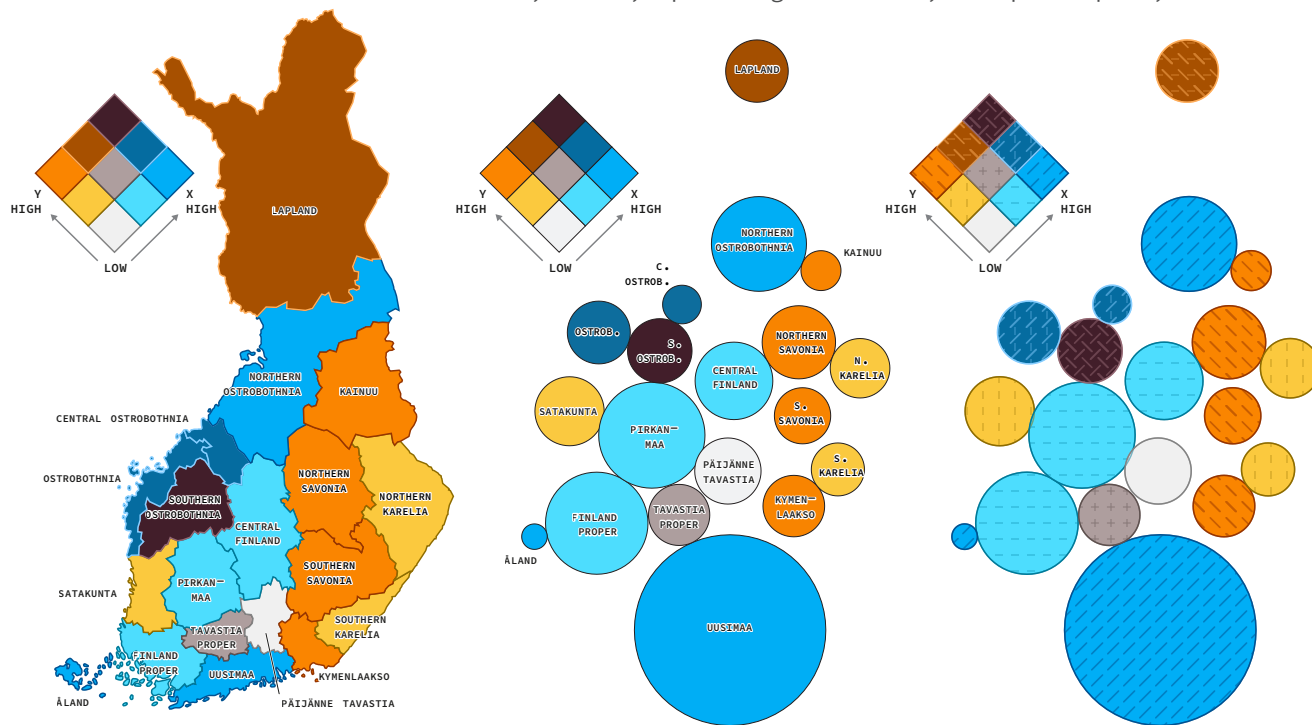 Y
HIGH
X
HIGH
LOW
LAPLAND
NORTHERN
OSTROBOTHNIA
KAINUU
CENTRAL OSTROBOTHNIA
OSTROBOTHNIA
SOUTHERN
OSTROBOTHNIA
NORTHERN
SAVONIA
NORTHERN
KARELIA
CENTRAL
FINLAND
SOUTHERN
SAVONIA
PIRKAN–
MAA
SATAKUNTA
SOUTHERN
KARELIA
TAVASTIA
PROPER
FINLAND
PROPER
UUSIMAA
KYMENLAAKSO
ÅLAND
PÄIJÄNNE TAVASTIA
Y
HIGH
X
HIGH
LOW
LAPLAND
NORTHERN
OSTROBOTHNIA
KAINUU
C.
OSTROB.
OSTROB.
S.
OSTROB.
NORTHERN
SAVONIA
N.
KARELIA
CENTRAL
FINLAND
SATAKUNTA
S.
SAVONIA
PIRKAN–
MAA
PÄIJÄNNE
TAVASTIA
S.
KARELIA
KYMEN–
LAAKSO
TAVASTIA
PROPER
FINLAND
PROPER
ÅLAND
UUSIMAA
Y
HIGH
X
HIGH
LOW